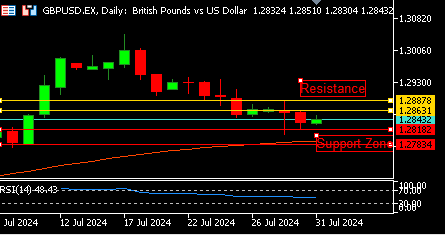 GBPUSD.EX, Daily: British Pounds vs US Dollar 1.28324 1.28510 1.28304 1.28432
1.30820
1.30060
1.29300
Resistance
1.28878
1.28631
1.28432
1.28182
Support Zone
1.27834
RSI(14) 48.43
100.00
70.00
30.00
0.00
Jul 2024
12 Jul 2024
17 Jul 2024
22 Jul 2024
26 Jul 2024
31 Jul 2024